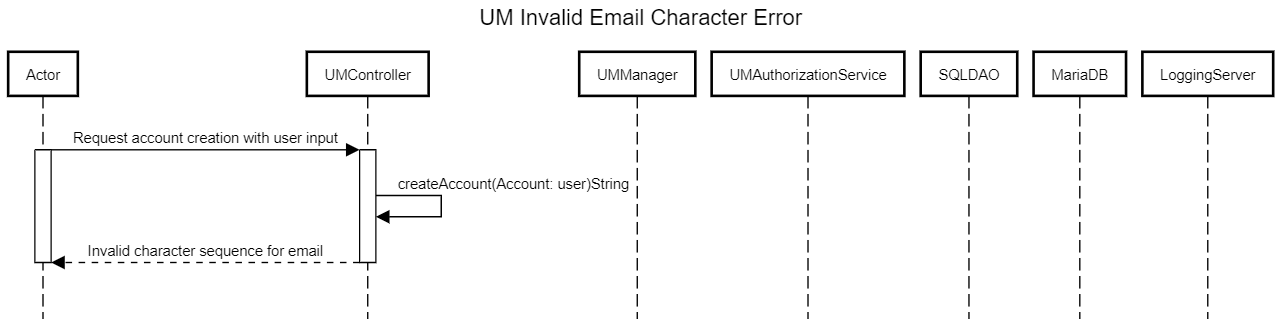 UM Invalid Email Character Error
Actor
UMController
UMManager
UMAuthorizationService
SQLDAO
MariaDB
LoggingServer
Request account creation with user input
createAccount(Account: user)String
Invalid character sequence for email